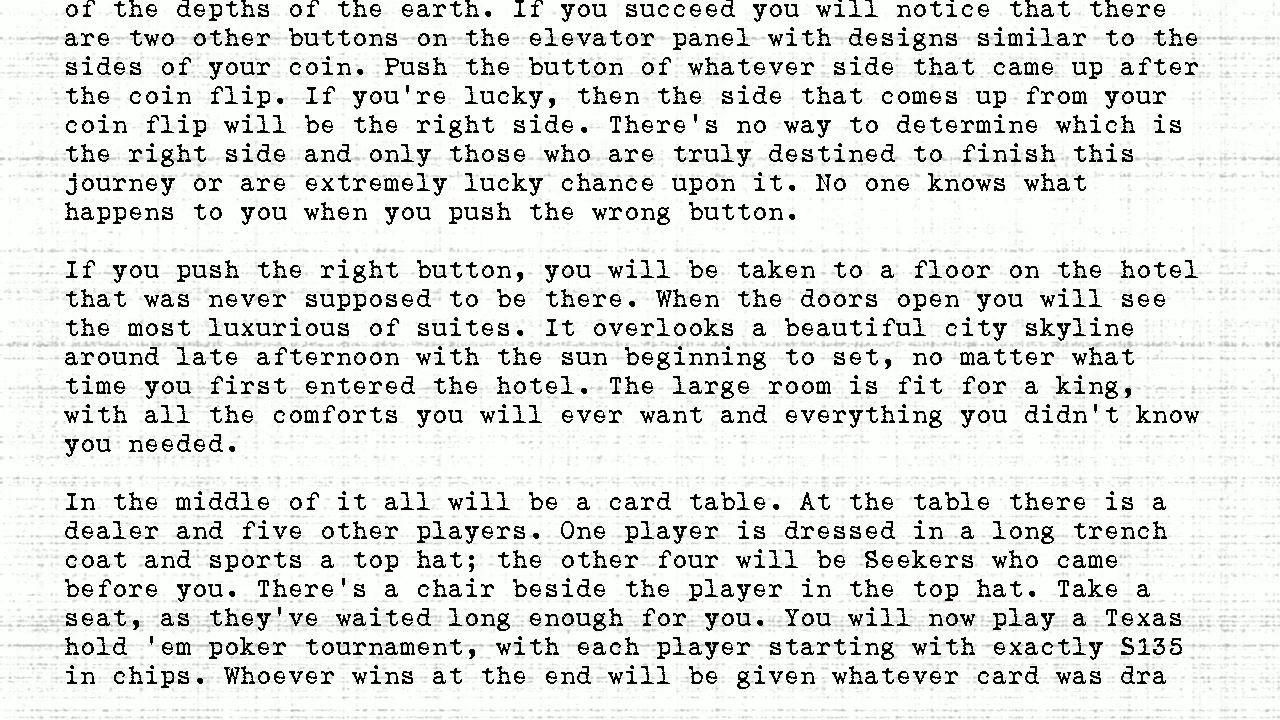 of the depths of the earth. If you succeed you will notice that there
are two other buttons on the elevator panel with designs similar to the
sides of your coin. Push the button of whatever side that came up after
the coin flip. If you're lucky, then the side that comes up from your
coin flip will be the right side. There's no way to determine which is
the right side and only those who are truly destined to finish this
journey or are extremely lucky chance upon it. No one knows what
happens to you when you push the wrong button.

If you push the right button, you will be taken to a floor on the hotel
that was never supposed to be there. When the doors open you will see
the most luxurious of suites. It overlooks a beautiful city skyline
around late afternoon with the sun beginning to set, no matter what
time you first entered the hotel. The large room is fit for a king,
with all the comforts you will ever want and everything you didn't know
you needed.

In the middle of it all will be a card table. At the table there is a
dealer and five other players. One player is dressed in a long trench
coat and sports a top hat; the other four will be Seekers who came
before you. There's a chair beside the player in the top hat. Take a
seat, as they've waited long enough for you. You will now play a Texas
hold 'em poker tournament, with each player starting with exactly $135
in chips. Whoever wins at the end will be given whatever card was dra